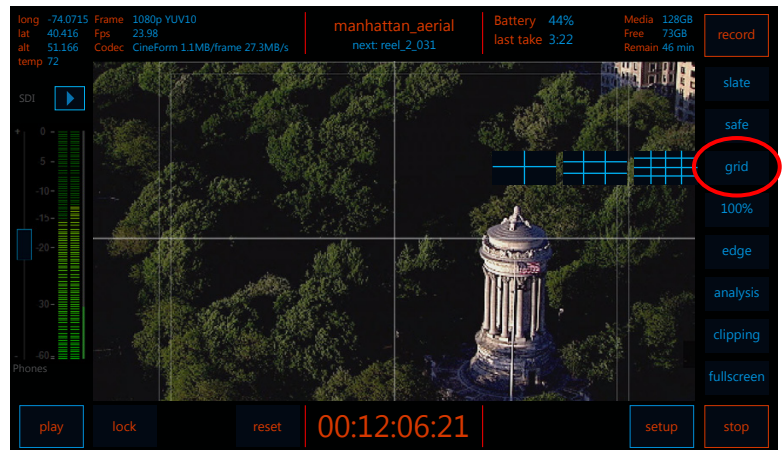 long -74.0715
lat 40.416
alt 51.166
temp 72
Frame 1080p YUV10
Fps 23.98
Codec CineForm 1.1MB/frame 27.3MB/s
manhattan_aerial
next: reel_2_031
Battery 44%
last take 3:22
Media 128GB
Free 73GB
Remain 46 min
record
slate
safe
grid
100%
edge
analysis
clipping
fullscreen
SDI
+ 0 -
5 -
-10-
-15-
-20-
30-
- -60-
Phones
play
lock
reset
00:12:06:21
setup
stop